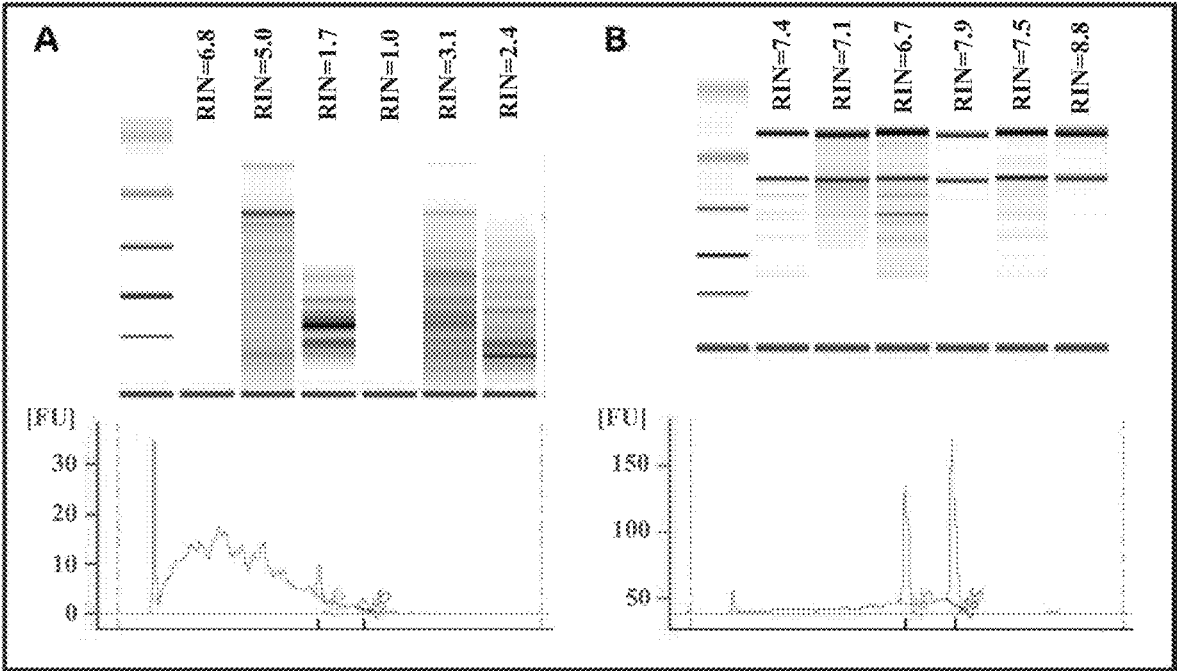 A
RIN=6.8
RIN=5.0
RIN=1.7
RIN=1.0
RIN=3.1
RIN=2.4
[FU]
30
20
10
0
B
RIN=7.4
RIN=7.1
RIN=6.7
RIN=7.9
RIN=7.5
RIN=8.8
[FU]
150
100
50